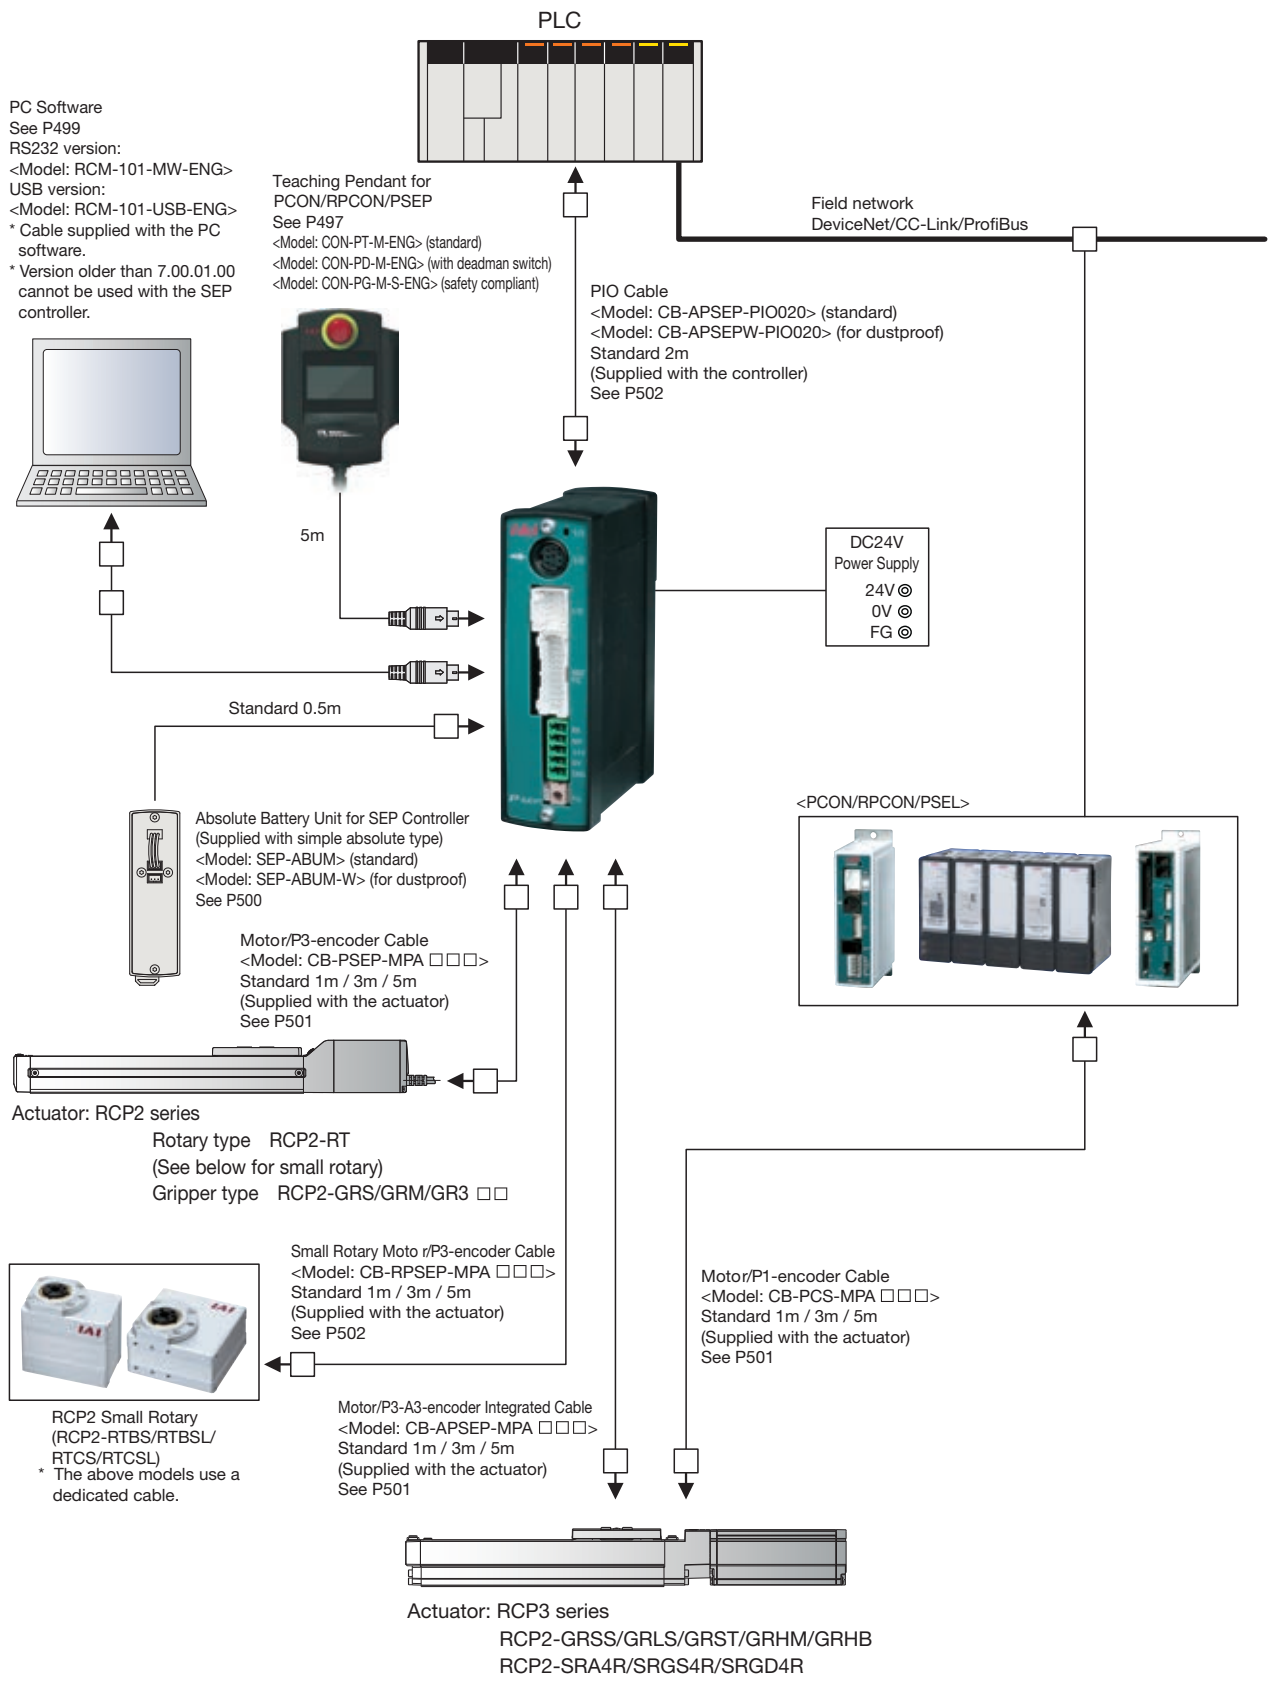 PLC
PC Software
See P499
RS232 version:
<Model: RCM-101-MW-ENG>
USB version:
<Model: RCM-101-USB-ENG>
* Cable supplied with the PC
software.
* Version older than 7.00.01.00
cannot be used with the SEP
controller.
Teaching Pendant for
PCON/RPCON/PSEP
See P497
<Model: CON-PT-M-ENG> (standard)
<Model: CON-PD-M-ENG> (with deadman switch)
<Model: CON-PG-M-S-ENG> (safety compliant)
Field network
DeviceNet/CC-Link/ProfiBus
PIO Cable
<Model: CB-APSEP-PIO020> (standard)
<Model: CB-APSEPW-PIO020> (for dustproof)
Standard 2m
(Supplied with the controller)
See P502
5m
DC24V
Power Supply
24V
0V
FG
Standard 0.5m
Absolute Battery Unit for SEP Controller
(Supplied with simple absolute type)
<Model: SEP-ABUM> (standard)
<Model: SEP-ABUM-W> (for dustproof)
See P500
<PCON/RPCON/PSEL>
Motor/P3-encoder Cable
<Model: CB-PSEP-MPA □□□>
Standard 1m / 3m / 5m
(Supplied with the actuator)
See P501
Actuator: RCP2 series
Rotary type RCP2-RT
(See below for small rotary)
Gripper type RCP2-GRS/GRM/GR3 □□
Small Rotary Moto r/P3-encoder Cable
<Model: CB-RPSEP-MPA □□□>
Standard 1m / 3m / 5m
(Supplied with the actuator)
See P502
IAI
IAI
RCP2 Small Rotary
(RCP2-RTBS/RTBSL/
RTCS/RTCSL)
* The above models use a
dedicated cable.
Motor/P1-encoder Cable
<Model: CB-PCS-MPA □□□>
Standard 1m / 3m / 5m
(Supplied with the actuator)
See P501
Motor/P3-A3-encoder Integrated Cable
<Model: CB-APSEP-MPA □□□>
Standard 1m / 3m / 5m
(Supplied with the actuator)
See P501
Actuator: RCP3 series
RCP2-GRSS/GRLS/GRST/GRHM/GRHB
RCP2-SRA4R/SRGS4R/SRGD4R